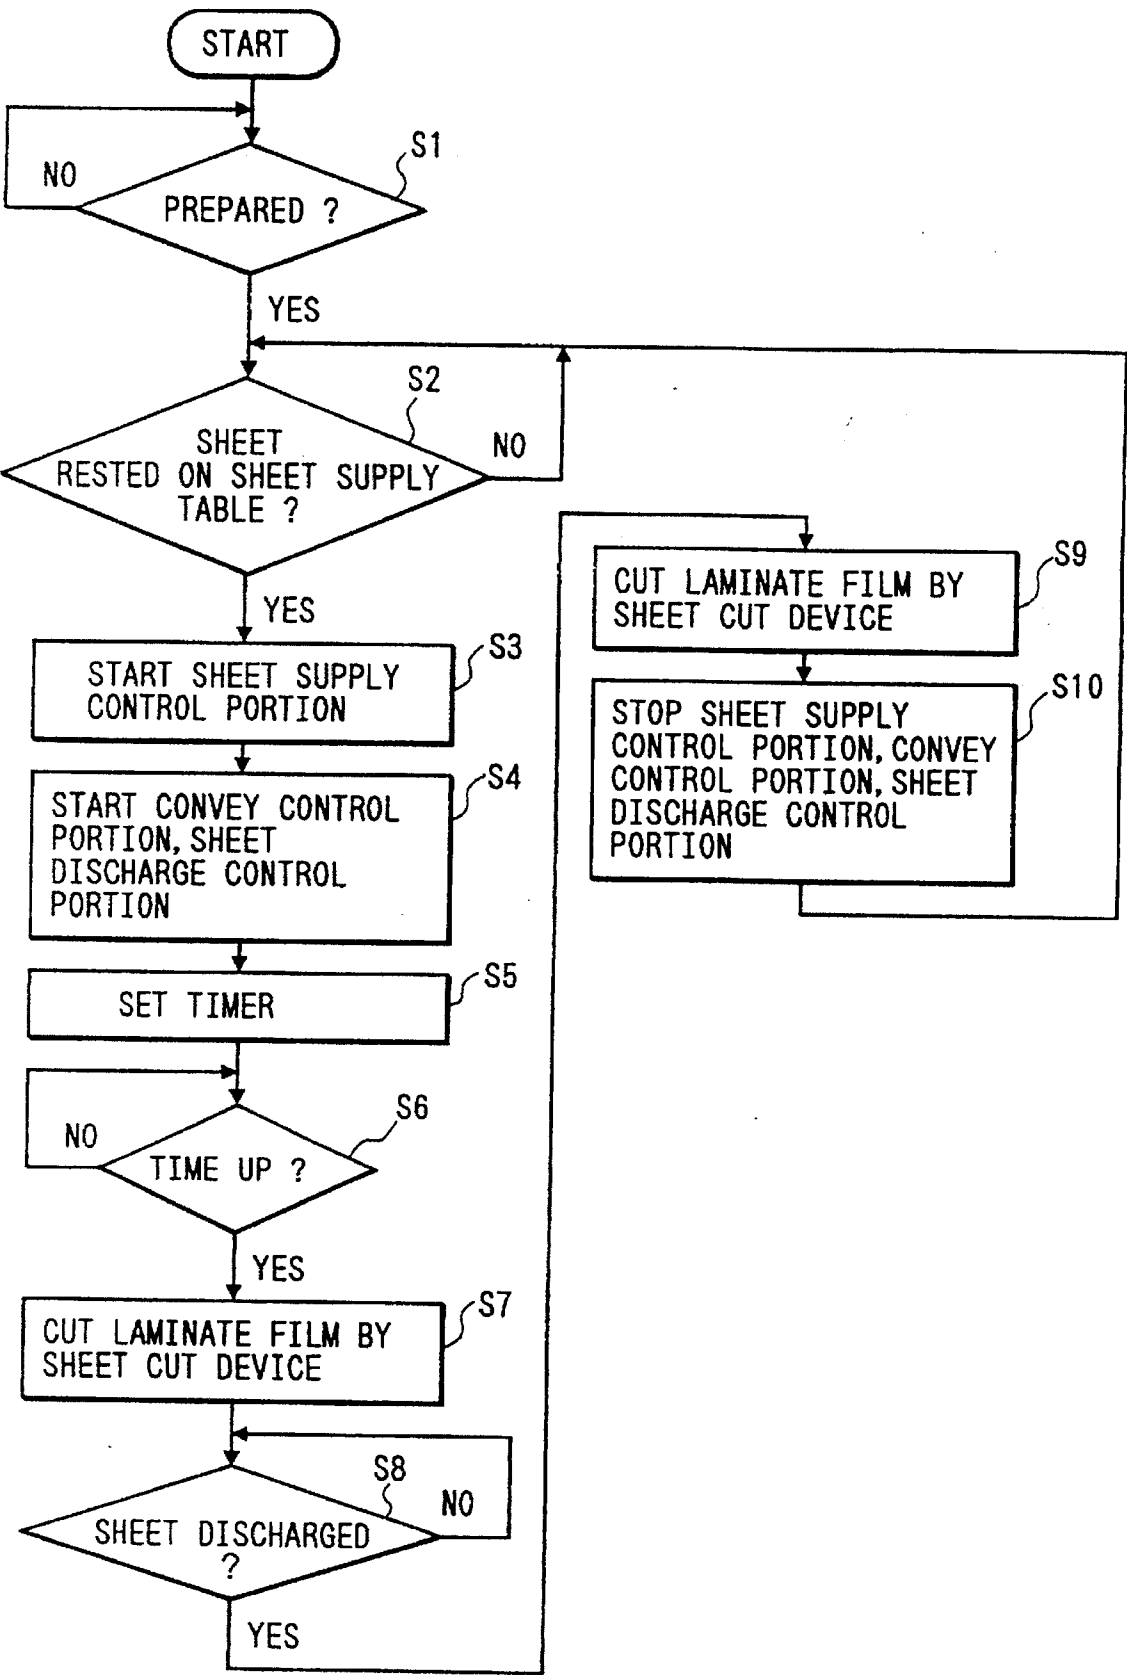 START
S1
NO
PREPARED ?
YES
S2
SHEET
RESTED ON SHEET SUPPLY
TABLE ?
NO
YES
S3
START SHEET SUPPLY
CONTROL PORTION
S4
START CONVEY CONTROL
PORTION, SHEET
DISCHARGE CONTROL
PORTION
S5
SET TIMER
S6
NO
TIME UP ?
YES
S7
CUT LAMINATE FILM BY
SHEET CUT DEVICE
S8
NO
SHEET DISCHARGED
?
YES
S9
CUT LAMINATE FILM BY
SHEET CUT DEVICE
S10
STOP SHEET SUPPLY
CONTROL PORTION, CONVEY
CONTROL PORTION, SHEET
DISCHARGE CONTROL
PORTION